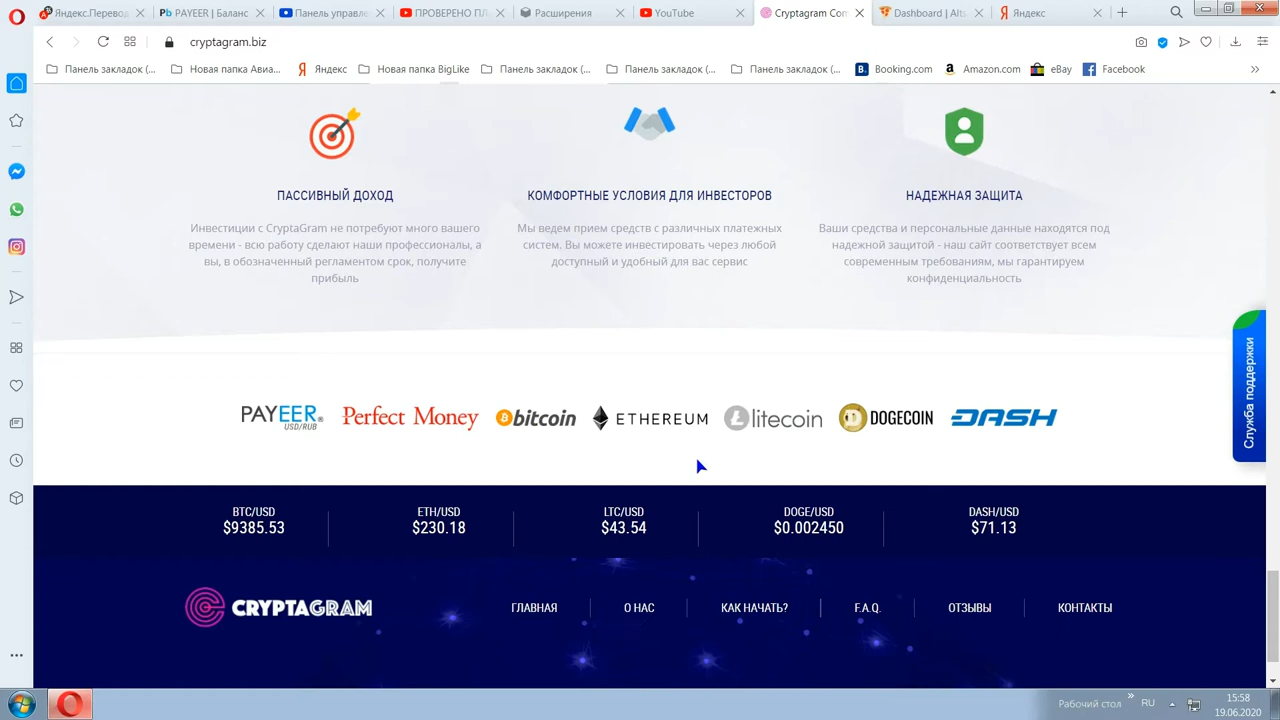 Яндекс.Перевод
PAYEER | Баланс
Панель управле
ПРОВЕРЕНО ПЛ
Расширения
YouTube
Cryptagram Com
Dashboard | Alts
Яндекс
cryptagram.biz
Панель закладок (...
Новая папка Авиа...
Яндекс
Новая папка BigLike
Панель закладок (...
Панель закладок (...
Панель закладок (...
Booking.com
Amazon.com
eBay
Facebook
ПАССИВНЫЙ ДОХОД
Инвестиции с CryptaGram не потребуют много вашего
времени - всю работу сделают наши профессионалы, а
вы, в обозначенный регламентом срок, получите
прибыль
КОМФОРТНЫЕ УСЛОВИЯ ДЛЯ ИНВЕСТОРОВ
Мы ведем прием средств с различных платежных
систем. Вы можете инвестировать через любой
доступный и удобный для вас сервис
НАДЕЖНАЯ ЗАЩИТА
Ваши средства и персональные данные находятся под
надежной защитой - наш сайт соответствует всем
современным требованиям, мы гарантируем
конфиденциальность
Служба поддержки
PAYEER®
USD/RUB
Perfect Money
bitcoin
ETHEREUM
litecoin
DOGECOIN
DASH
BTC/USD
$9385.53
ETH/USD
$230.18
LTC/USD
$43.54
DOGE/USD
$0.002450
DASH/USD
$71.13
CRYPTAGRAM
ГЛАВНАЯ
О НАС
КАК НАЧАТЬ?
F.A.Q.
ОТЗЫВЫ
КОНТАКТЫ
Рабочий стол
RU
15:58
19.06.2020